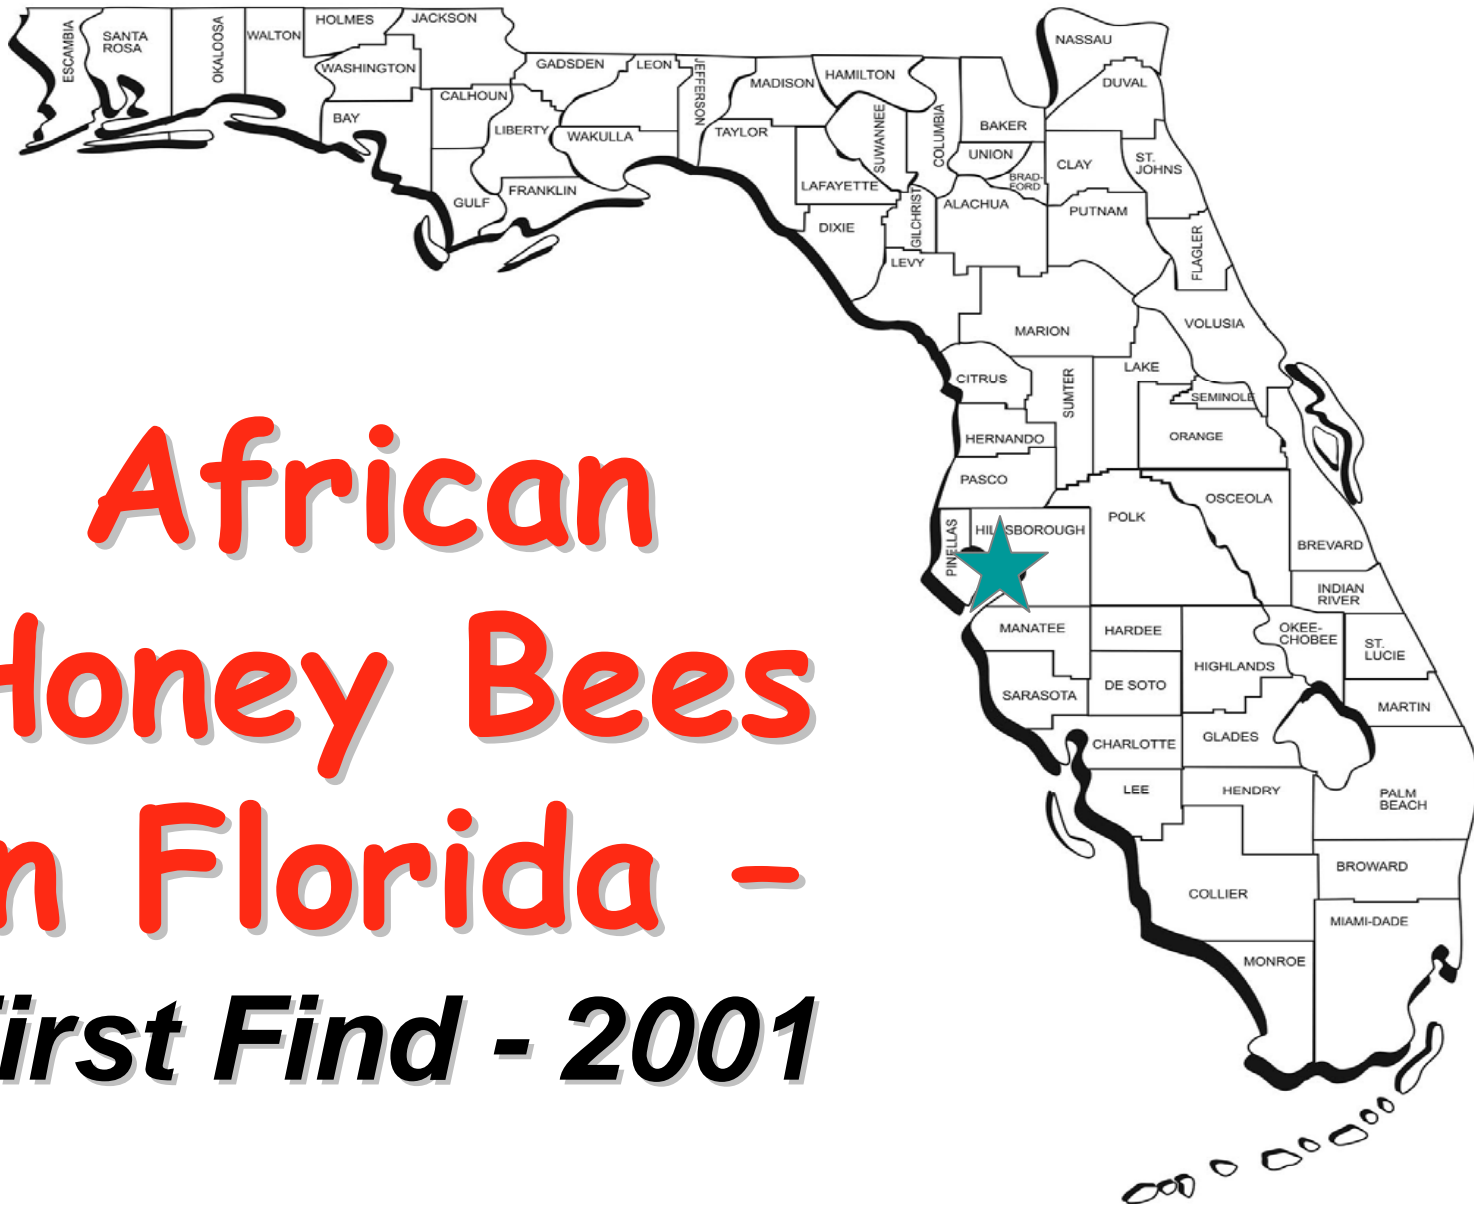 ESCAMBIA
SANTA
ROSA
OKALOOSA
WALTON
HOLMES
JACKSON
WASHINGTON
BAY
CALHOUN
GULF
LIBERTY
GADSDEN
FRANKLIN
LEON
WAKULLA
JEFFERSON
MADISON
TAYLOR
HAMILTON
SUWANNEE
LAFAYETTE
DIXIE
COLUMBIA
GILCHRIST
LEVY
BAKER
UNION
BRAD-
FORD
ALACHUA
NASSAU
DUVAL
CLAY
ST.
JOHNS
PUTNAM
FLAGLER
MARION
VOLUSIA
CITRUS
SUMTER
LAKE
SEMINOLE
HERNANDO
ORANGE
PASCO
OSCEOLA
PINELLAS
HILLSBOROUGH
POLK
BREVARD
INDIAN
RIVER
MANATEE
HARDEE
OKEE-
CHOBEE
ST.
LUCIE
HIGHLANDS
SARASOTA
DE SOTO
MARTIN
CHARLOTTE
GLADES
LEE
HENDRY
PALM
BEACH
COLLIER
BROWARD
MIAMI-DADE
MONROE
African
Honey Bees
n Florida -
First Find - 2001